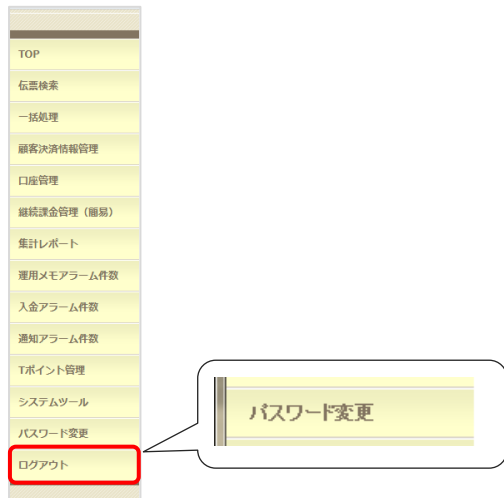 TOP
伝票検索
一括処理
顧客決済情報管理
口座管理
継続課金管理（簡易）
集計レポート
運用メモアラーム件数
入金アラーム件数
通知アラーム件数
Tポイント管理
システムツール
パスワード変更
ログアウト
パスワード変更